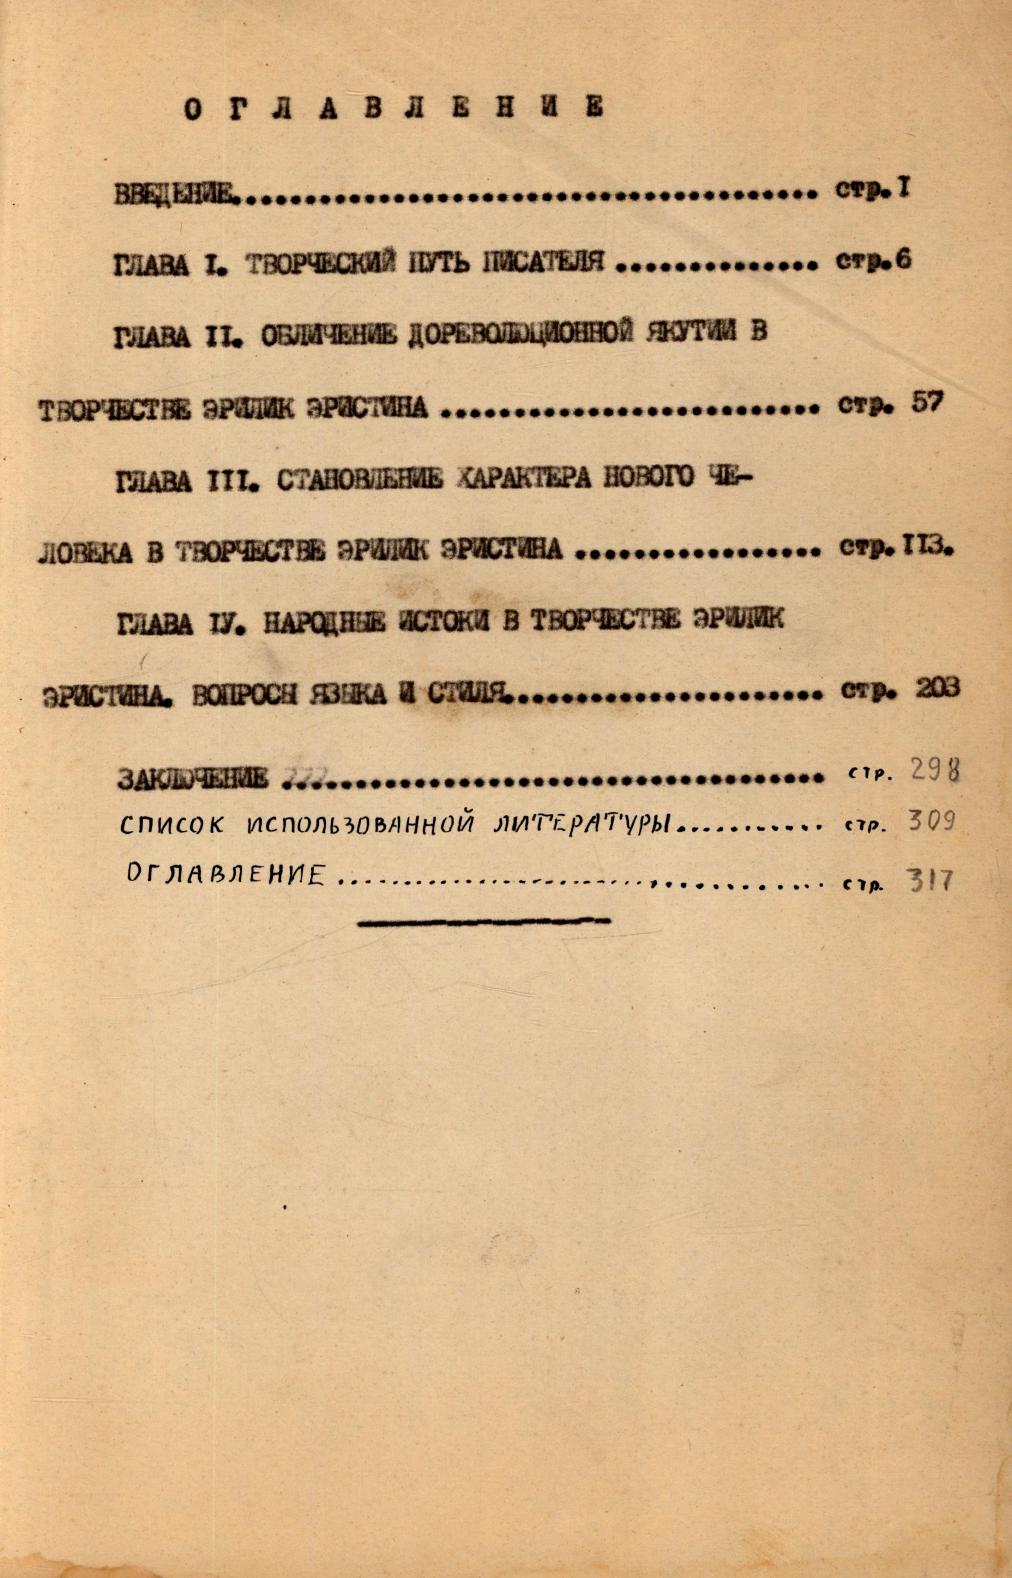 ОГЛАВЛЕНИЕ
ВВЕДЕНИЕ........................................ стр.I
ГЛАВА I. ТВОРЧЕСКИЙ ПУТЬ ПИСАТЕЛЯ .............. стр.6
ГЛАВА II. ОБЛИЧЕНИЕ ДОРЕВОЛЮЦИОННОЙ ЯКУТИИ В
ТВОРЧЕСТВЕ ЭРИЛИК ЭРИСТИНА .......................... стр. 57
ГЛАВА III. СТАНОВЛЕНИЕ ХАРАКТЕРА НОВОГО ЧЕ-
ЛОВЕКА В ТВОРЧЕСТВЕ ЭРИЛИК ЭРИСТИНА ................. стр.II3.
ГЛАВА IУ. НАРОДНЫЕ ИСТОКИ В ТВОРЧЕСТВЕ ЭРИЛИК
ЭРИСТИНА. ВОПРОСЫ ЯЗЫКА И СТИЛЯ...................... стр. 203
ЗАКЛЮЧЕНИЕ ..................................... стр. 298
СПИСОК ИСПОЛЬЗОВАННОЙ ЛИТЕРАТУРЫ............ стр. 309
ОГЛАВЛЕНИЕ ..................................... стр. 317